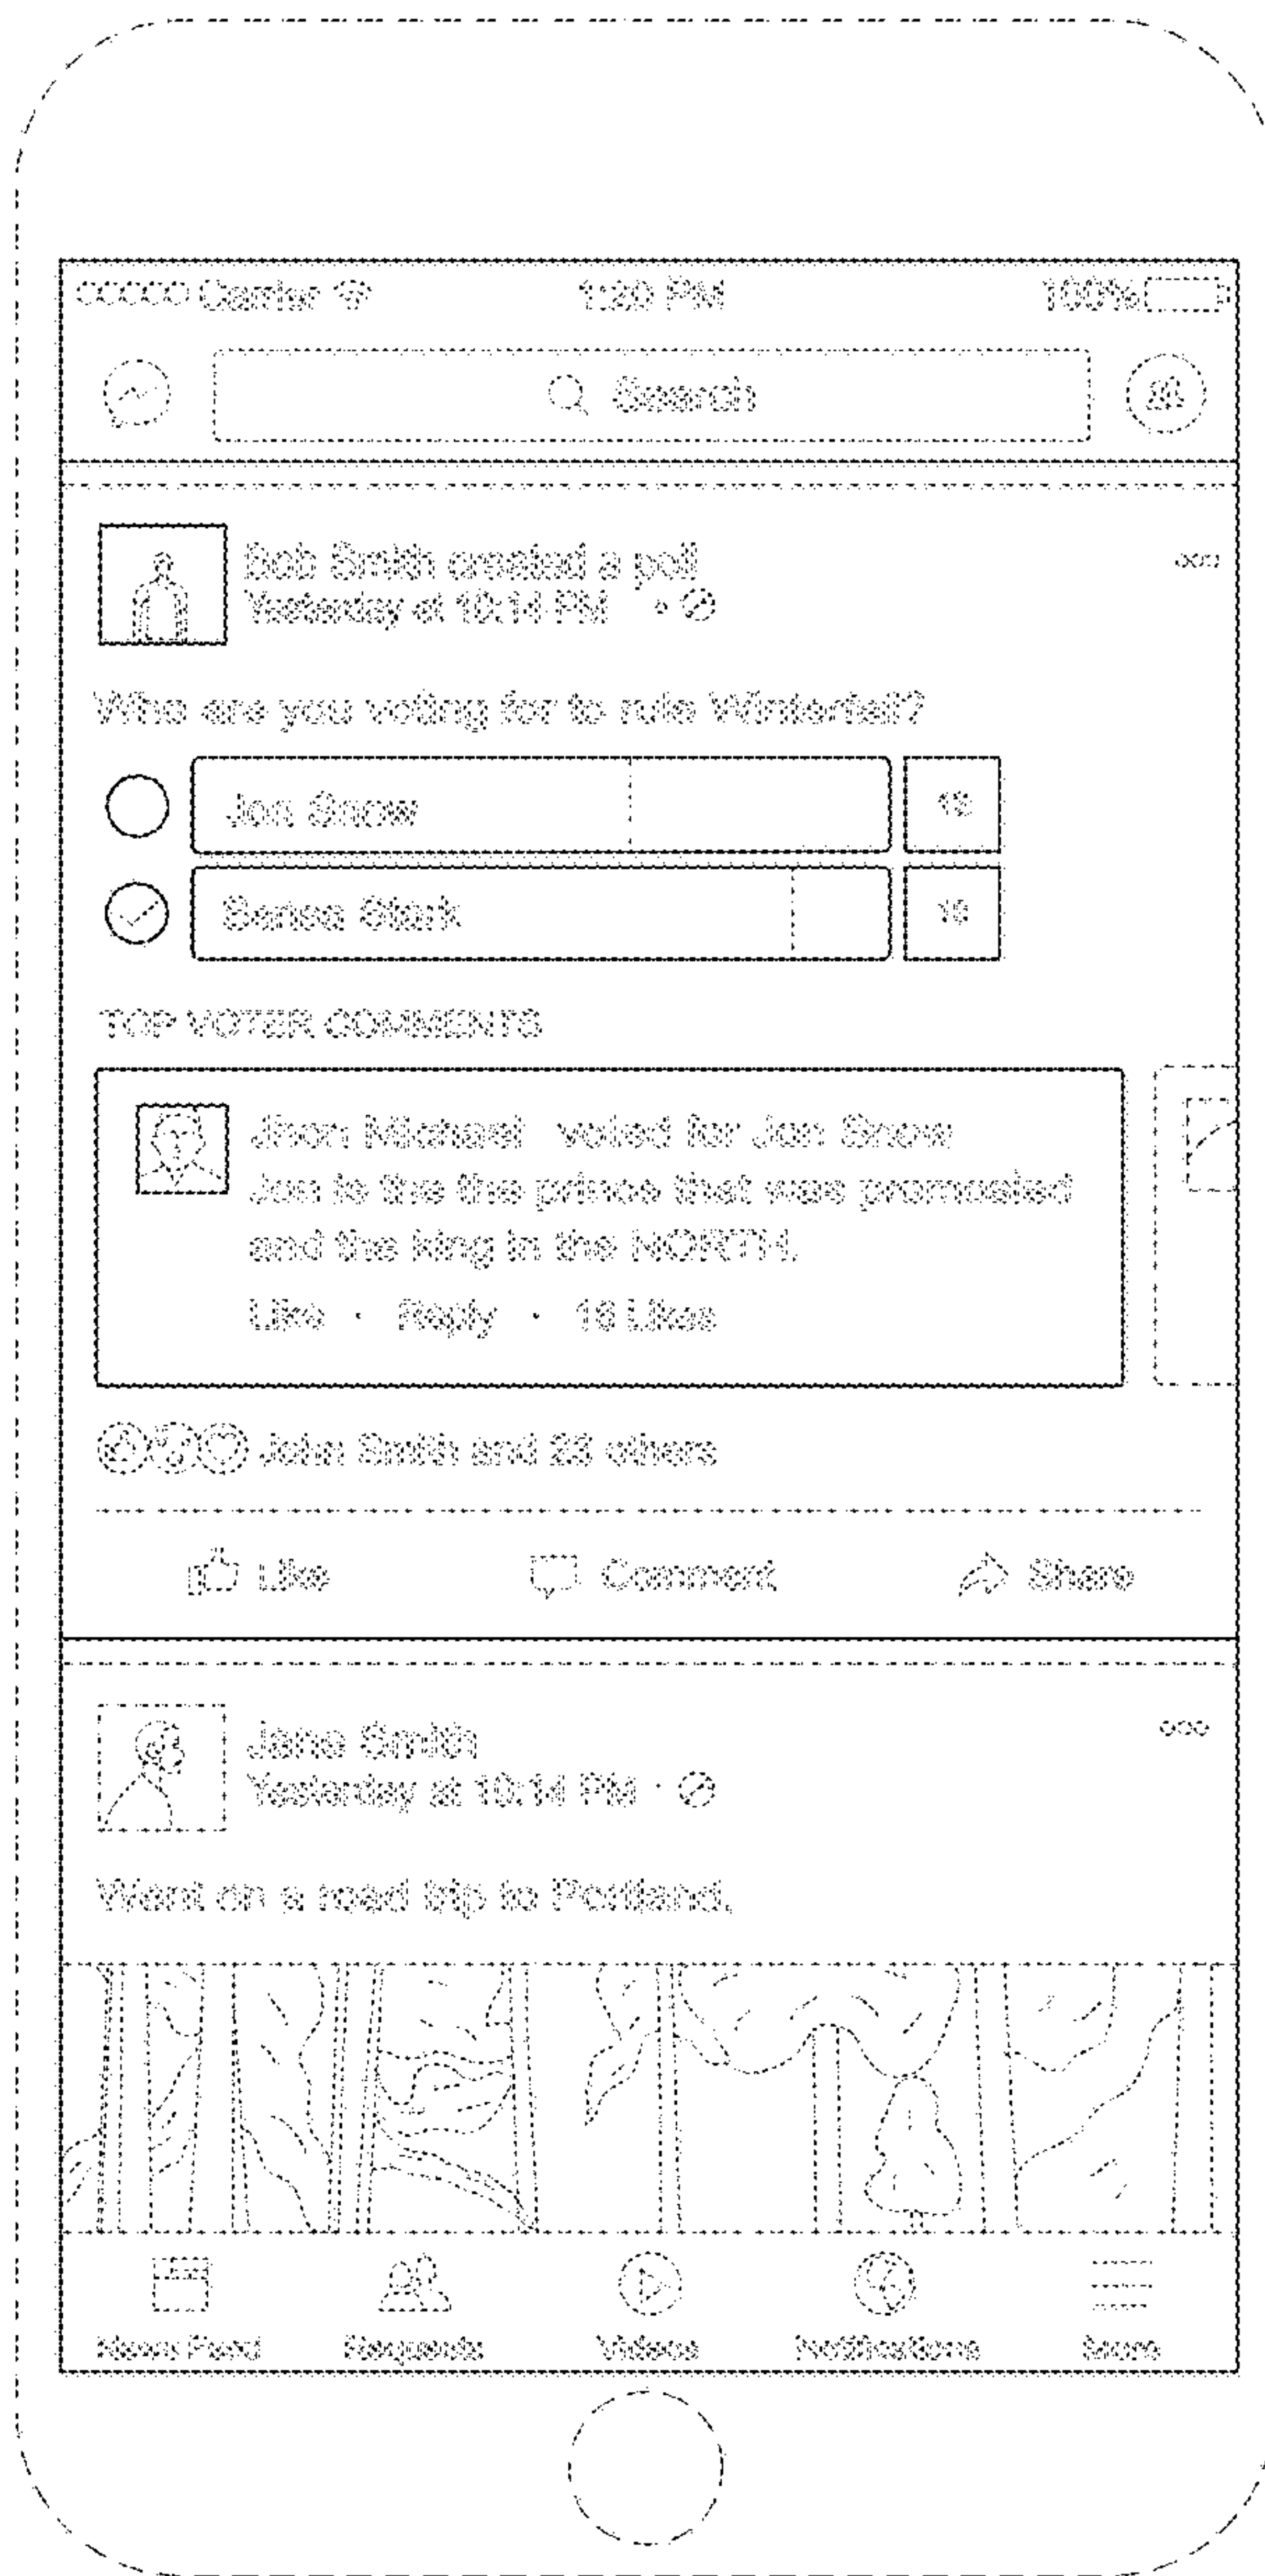 Carrier 1:20 PM 100%
Search
Bob Smith created a poll
Yesterday at 10:14 PM ·
Who are you voting for to rule Winterfall?
Jon Snow
Sansa Stark
TOP VOTER COMMENTS
Jhon Michael voted for Jon Snow
Jon is the the prince that was promosied
and the king in the NORTH.
Like · Reply · 16 Likes
John Smith and 23 others
Like Comment Share
Jane Smith
Yesterday at 10:14 PM ·
Went on a road trip to Portland.
News Feed Requests Videos Notifications More